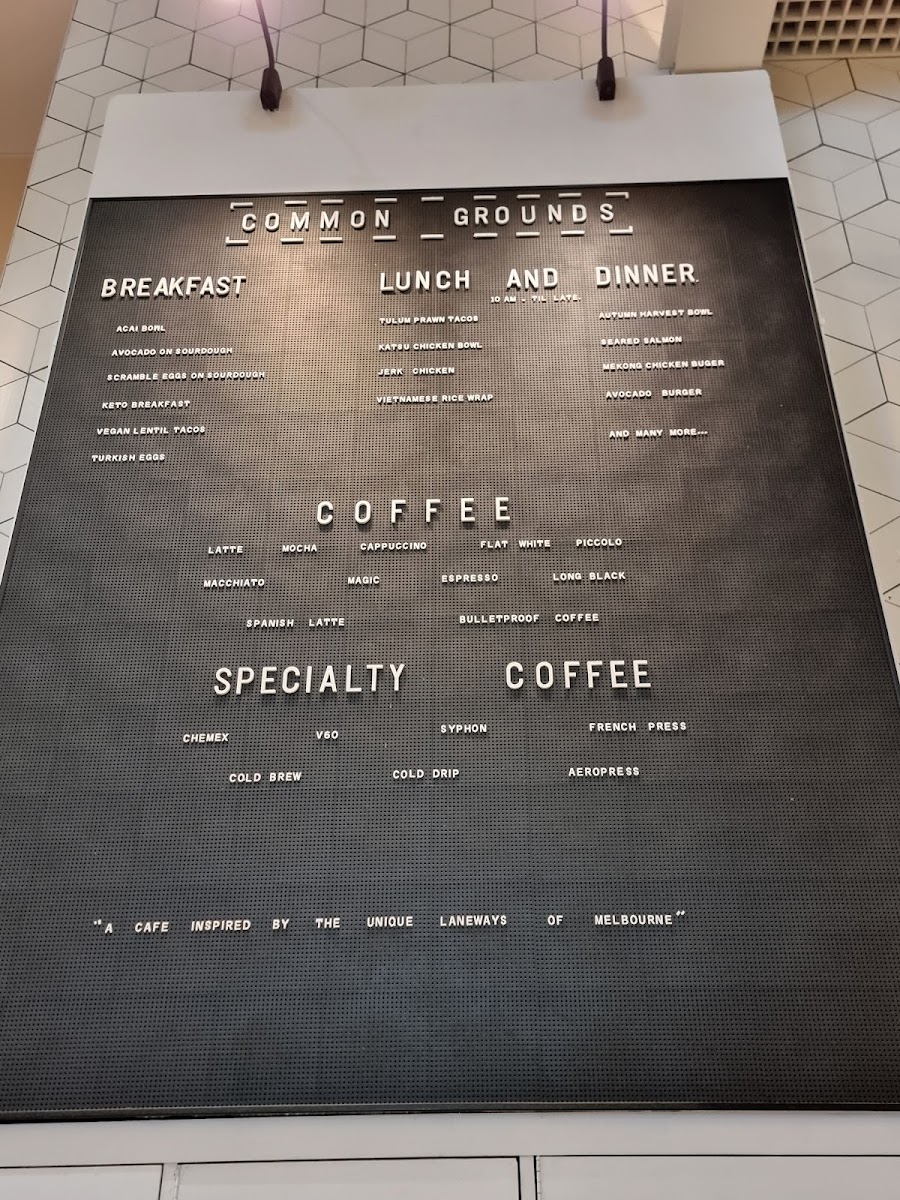 COMMON GROUNDS
BREAKFAST
ACAI BOWL
AVOCADO ON SOURDOUGH
SCRAMBLE EGGS ON SOURDOUGH
KETO BREAKFAST
VEGAN LENTIL TACOS
TURKISH EGGS
LUNCH AND DINNER
10 AM - TIL LATE.
TULUM PRAWN TACOS
KATSU CHICKEN BOWL
JERK CHICKEN
VIETNAMESE RICE WRAP
AUTUMN HARVEST BOWL
SEARED SALMON
MEKONG CHICKEN BUGER
AVOCADO BURGER
AND MANY MORE...
COFFEE
LATTE MOCHA CAPPUCCINO FLAT WHITE PICCOLO
MACCHIATO MAGIC ESPRESSO LONG BLACK
SPANISH LATTE BULLETPROOF COFFEE
SPECIALTY COFFEE
CHEMEX V60 SYPHON FRENCH PRESS
COLD BREW COLD DRIP AEROPRESS
"A CAFE INSPIRED BY THE UNIQUE LANEWAYS OF MELBOURNE"